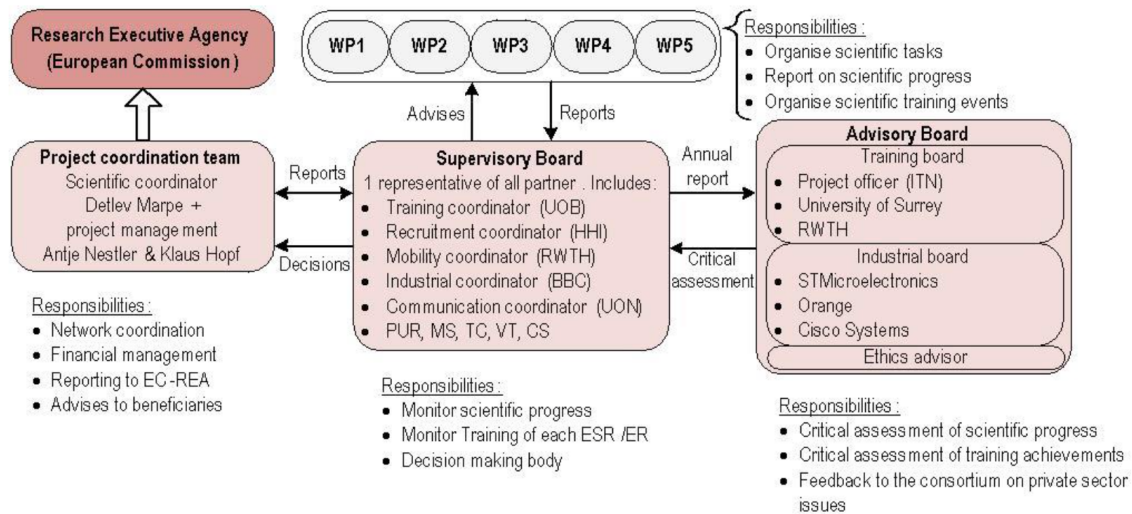 Research Executive Agency
(European Commission)
WP1
WP2
WP3
WP4
WP5
Responsibilities:
• Organise scientific tasks
• Report on scientific progress
• Organise scientific training events
Advises
Reports
Project coordination team
Scientific coordinator
Detlev Marpe +
project management
Antje Nestler & Klaus Hopf
Reports
Decisions
Supervisory Board
1 representative of all partner. Includes:
• Training coordinator (UOB)
• Recruitment coordinator (HHI)
• Mobility coordinator (RWTH)
• Industrial coordinator (BBC)
• Communication coordinator (UON)
• PUR, MS, TC, VT, CS
Annual
report
Critical
assessment
Advisory Board
Training board
• Project officer (ITN)
• University of Surrey
• RWTH
Industrial board
• STMicroelectronics
• Orange
• Cisco Systems
Ethics advisor
Responsibilities:
• Network coordination
• Financial management
• Reporting to EC-REA
• Advises to beneficiaries
Responsibilities:
• Monitor scientific progress
• Monitor Training of each ESR /ER
• Decision making body
Responsibilities:
• Critical assessment of scientific progress
• Critical assessment of training achievements
• Feedback to the consortium on private sector
issues